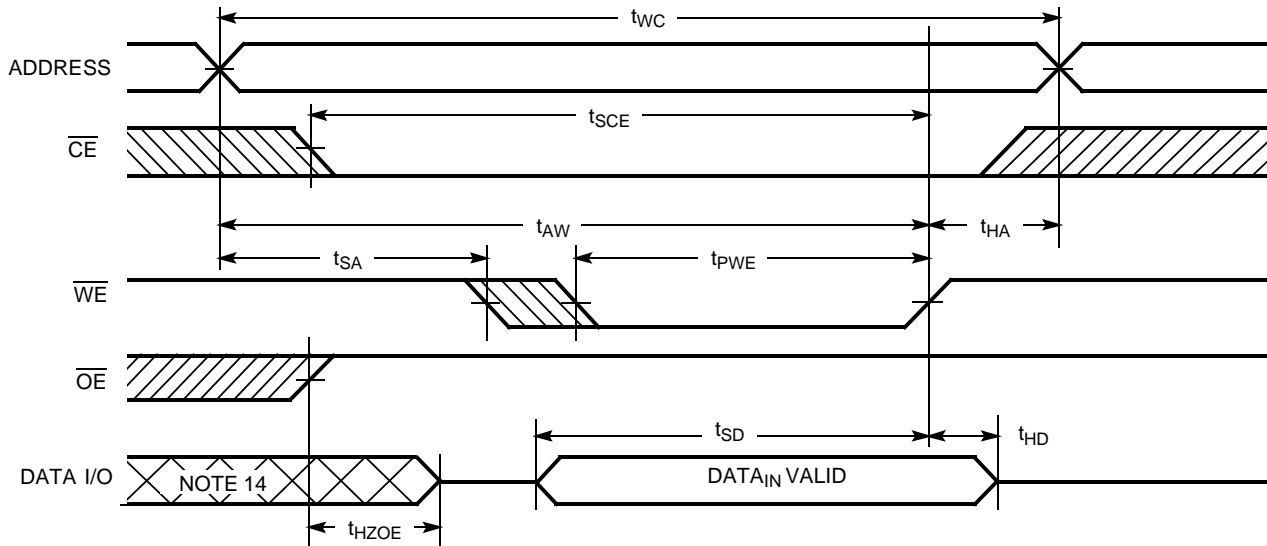 tWC
ADDRESS
tSCE
CE
tAW
tHA
tSA
tPWE
WE
OE
tSD
tHD
DATA I/O
NOTE 14
DATAIN VALID
tHZOE